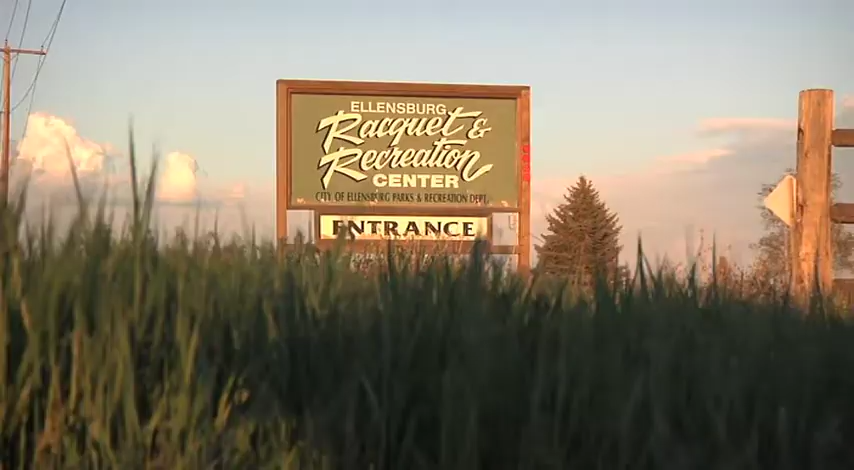 ELLENSBURG
Racquet &
Recreation
CENTER
CITY OF ELLENSBURG PARKS & RECREATION DEPT.
ENTRANCE